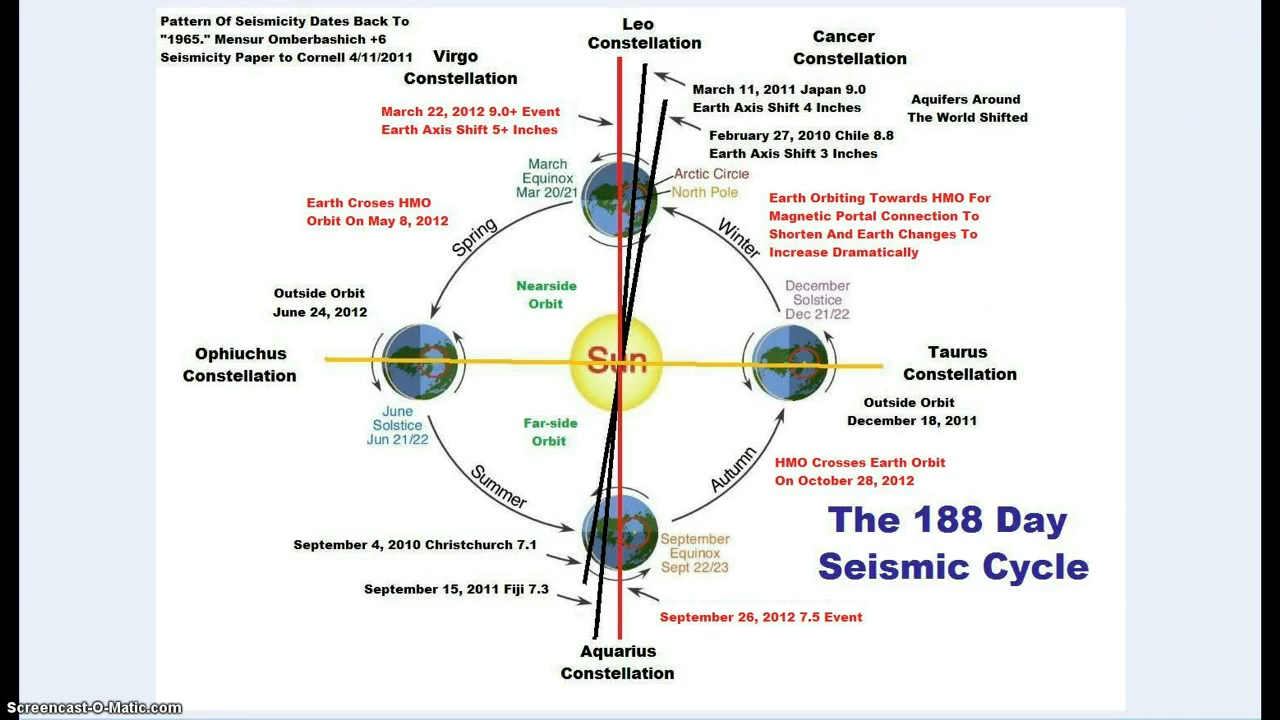 Pattern Of Seismicity Dates Back To
"1965." Mensur Omberbashich +6
Seismicity Paper to Cornell 4/11/2011
Virgo
Constellation
Leo
Constellation
Cancer
Constellation
March 22, 2012 9.0+ Event
Earth Axis Shift 5+ Inches
March 11, 2011 Japan 9.0
Earth Axis Shift 4 Inches
Aquifers Around
The World Shifted
February 27, 2010 Chile 8.8
Earth Axis Shift 3 Inches
March
Equinox
Mar 20/21
Arctic Circle
North Pole
Earth Croses HMO
Orbit On May 8, 2012
Earth Orbiting Towards HMO For
Magnetic Portal Connection To
Shorten And Earth Changes To
Increase Dramatically
Spring
Winter
Nearside
Orbit
December
Solstice
Dec 21/22
Outside Orbit
June 24, 2012
Ophiuchus
Constellation
Sun
Taurus
Constellation
Outside Orbit
December 18, 2011
June
Solstice
Jun 21/22
Far-side
Orbit
HMO Crosses Earth Orbit
On October 28, 2012
Summer
Autumn
The 188 Day
Seismic Cycle
September 4, 2010 Christchurch 7.1
September
Equinox
Sept 22/23
September 15, 2011 Fiji 7.3
September 26, 2012 7.5 Event
Aquarius
Constellation
Screencast-O-Matic.com